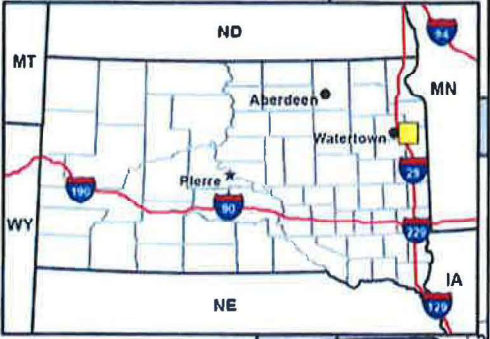 ND
94
MT
MN
Aberdeen
Watertown
29
Pierre
190
90
WY
229
IA
NE
129